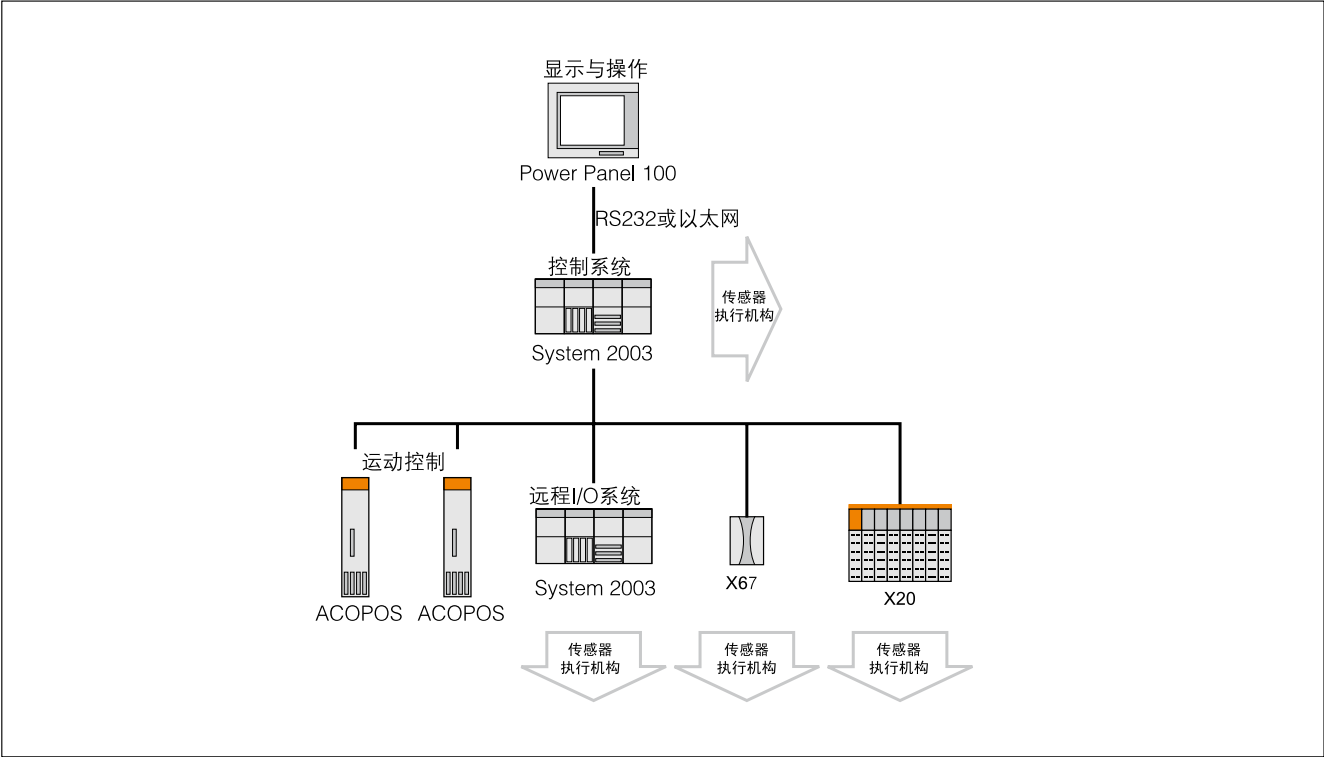 显示与操作
Power Panel 100
RS232或以太网
控制系统
传感器
执行机构
System 2003
运动控制
远程I/O系统
System 2003
X67
X20
ACOPOS
ACOPOS
传感器
执行机构
传感器
执行机构
传感器
执行机构